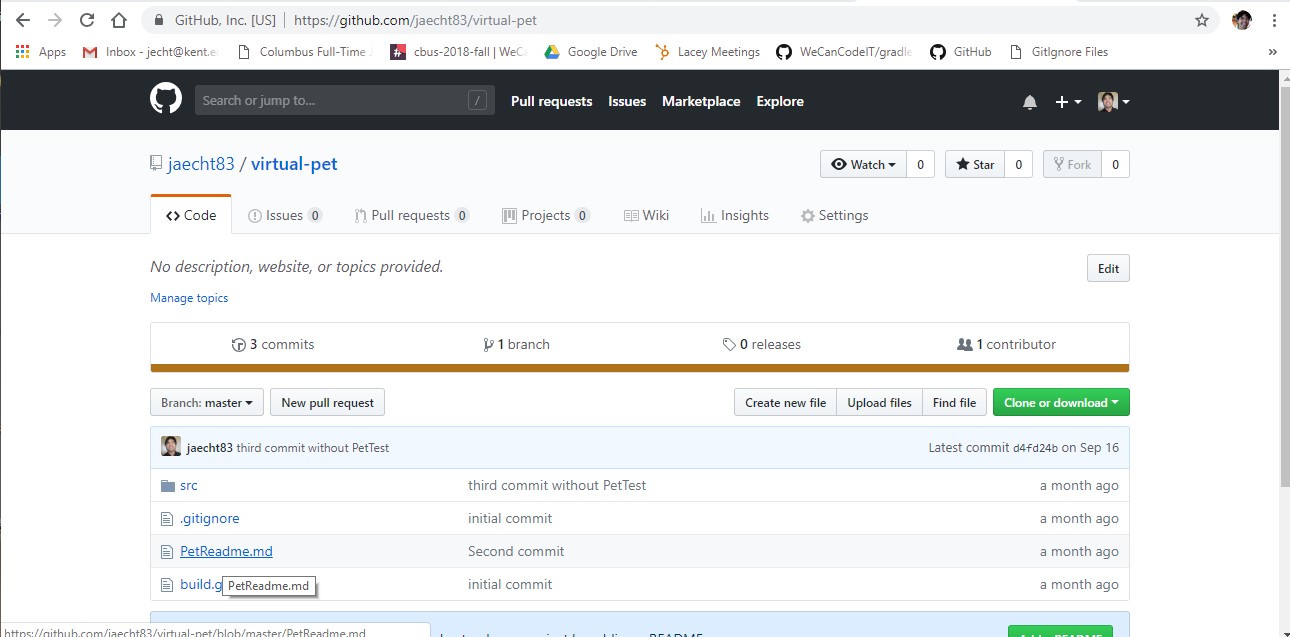 GitHub, Inc. [US] | https://github.com/jaecht83/virtual-pet
Apps Inbox - jecht@kent.e Columbus Full-Time cbus-2018-fall | WeC Google Drive Lacey Meetings WeCanCodeIT/gradle GitHub GitIgnore Files »
Search or jump to... / Pull requests Issues Marketplace Explore
jaecht83 / virtual-pet Watch 0 Star 0 Fork 0
Code Issues 0 Pull requests 0 Projects 0 Wiki Insights Settings
No description, website, or topics provided. Edit
Manage topics
3 commits 1 branch 0 releases 1 contributor
Branch: master New pull request Create new file Upload files Find file Clone or download
jaecht83 third commit without PetTest Latest commit d4fd24b on Sep 16
src third commit without PetTest a month ago
.gitignore initial commit a month ago
PetReadme.md Second commit a month ago
build.g PetReadme.md initial commit a month ago
https://github.com/jaecht83/virtual-pet/blob/master/PetReadme.md